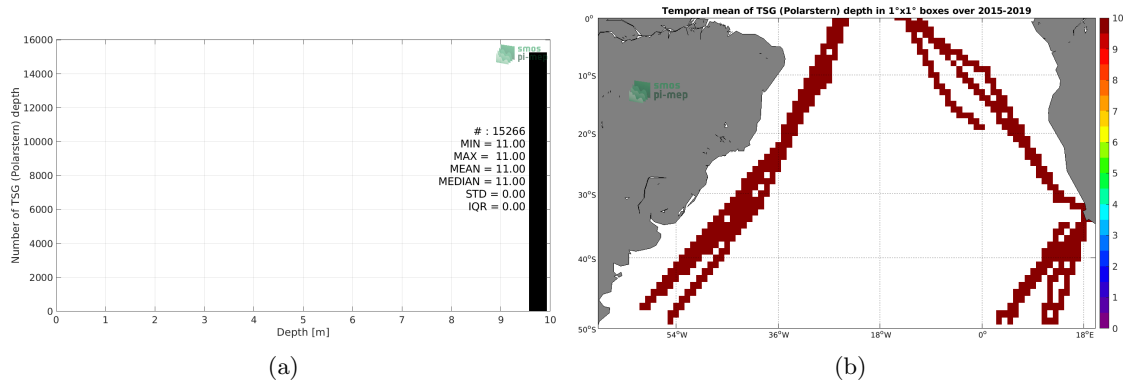 16000
14000
12000
10000
8000
6000
4000
2000
0
Number of TSG (Polarstern) depth
smos
pi-mep
# : 15266
MIN = 11.00
MAX = 11.00
MEAN = 11.00
MEDIAN = 11.00
STD = 0.00
IQR = 0.00
0 1 2 3 4 5 6 7 8 9 10
Depth [m]
(a)
Temporal mean of TSG (Polarstern) depth in 1°x1° boxes over 2015-2019
0°
10°S
20°S
30°S
40°S
50°S
smos
pi-mep
54°W 36°W 18°W 0° 18°E
10
9
8
7
6
5
4
3
2
1
0
(b)